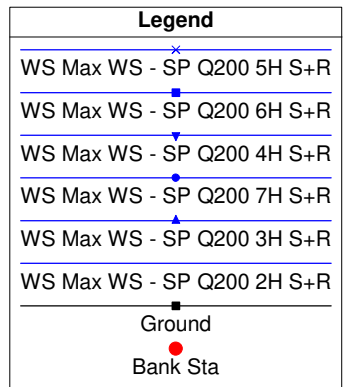 Legend
WS Max WS - SP Q200 5H S+R
WS Max WS - SP Q200 6H S+R
WS Max WS - SP Q200 4H S+R
WS Max WS - SP Q200 7H S+R
WS Max WS - SP Q200 3H S+R
WS Max WS - SP Q200 2H S+R
Ground
Bank Sta